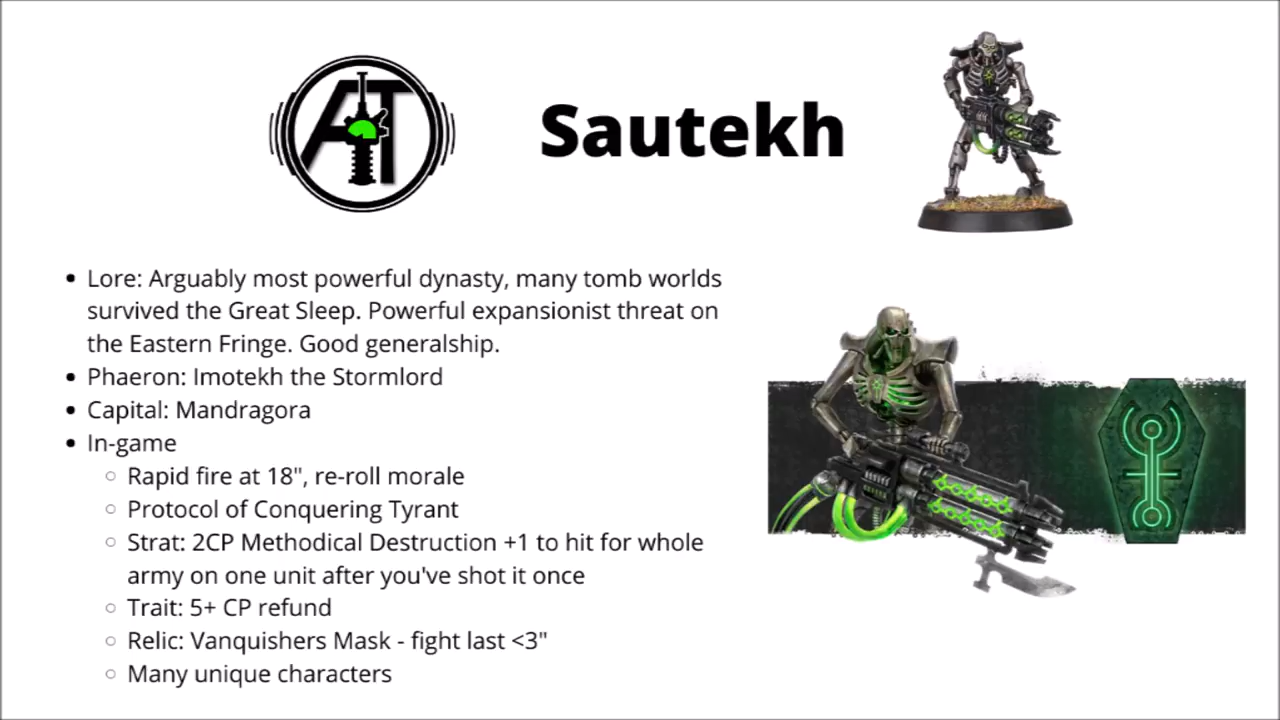 AT
Sautekh
• Lore: Arguably most powerful dynasty, many tomb worlds
survived the Great Sleep. Powerful expansionist threat on
the Eastern Fringe. Good generalship.
• Phaeron: Imotekh the Stormlord
• Capital: Mandragora
• In-game
○ Rapid fire at 18", re-roll morale
○ Protocol of Conquering Tyrant
○ Strat: 2CP Methodical Destruction +1 to hit for whole
army on one unit after you've shot it once
○ Trait: 5+ CP refund
○ Relic: Vanquishers Mask - fight last <3"
○ Many unique characters